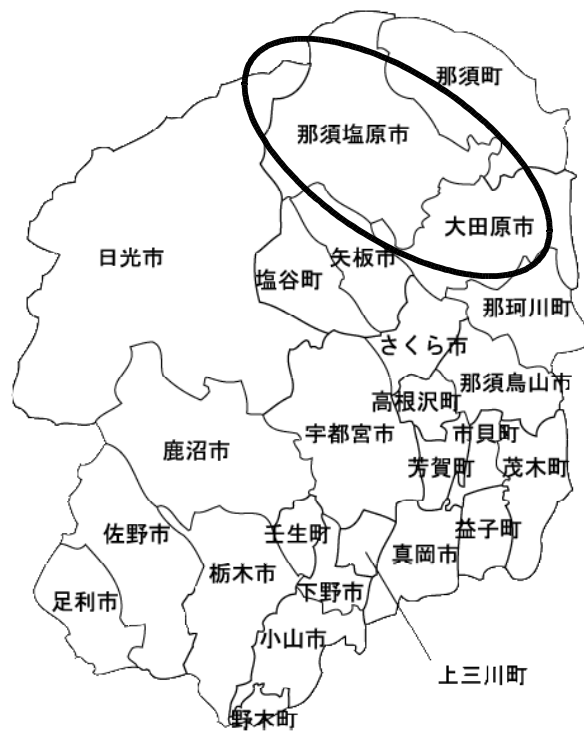 那須町
那須塩原市
大田原市
日光市
矢板市
塩谷町
那珂川町
さくら市
那須烏山市
高根沢町
宇都宮市
市貝町
鹿沼市
芳賀町
茂木町
佐野市
壬生町
益子町
真岡市
栃木市
下野市
足利市
小山市
上三川町
野木町